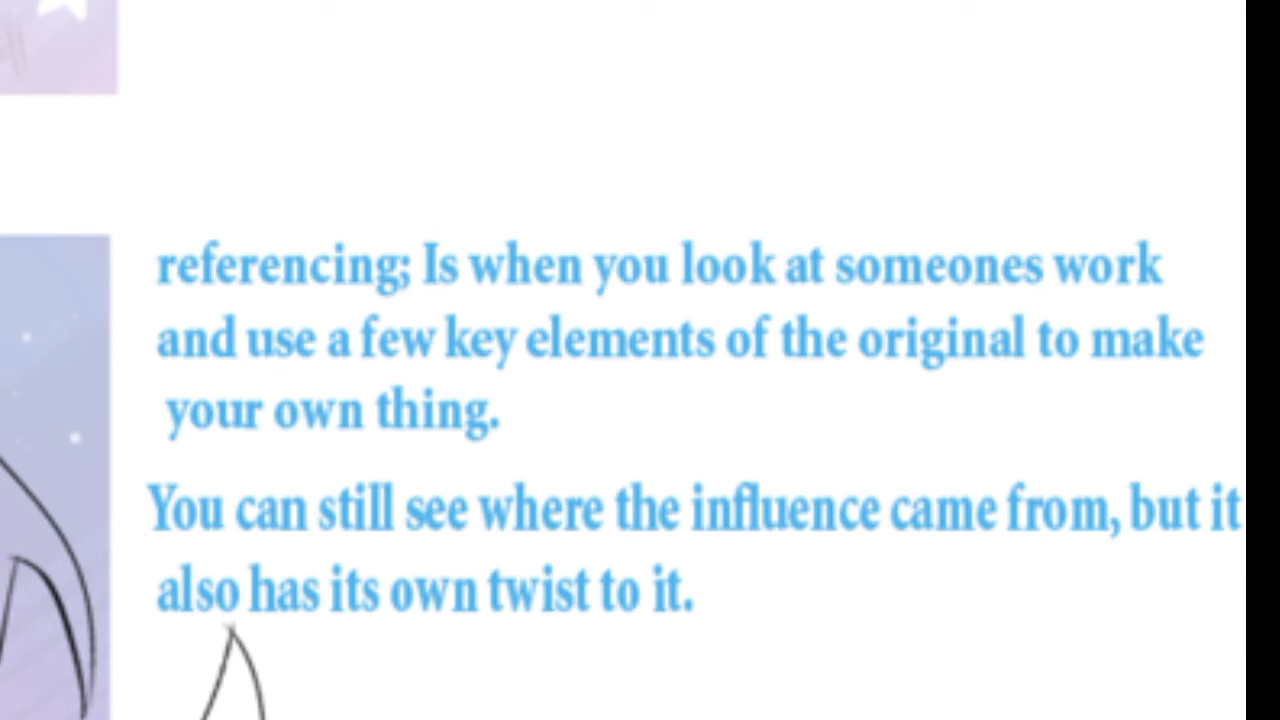 referencing; Is when you look at someones work
and use a few key elements of the original to make
your own thing.
You can still see where the influence came from, but it
also has its own twist to it.